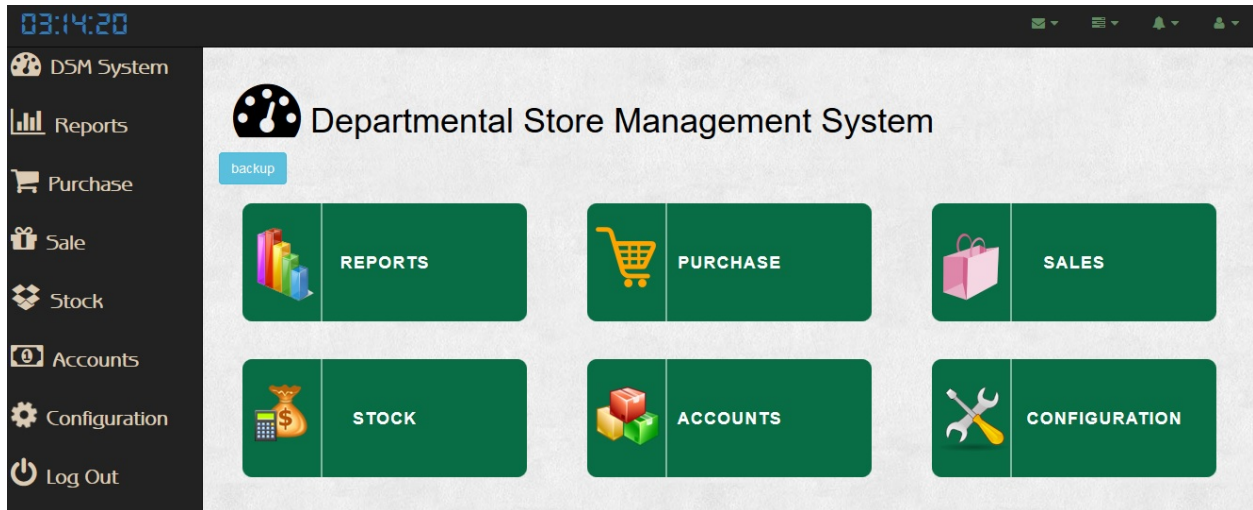 03:14:20
DSM System
Reports
Purchase
Sale
Stock
Accounts
Configuration
Log Out
Departmental Store Management System
backup
REPORTS
PURCHASE
SALES
STOCK
ACCOUNTS
CONFIGURATION